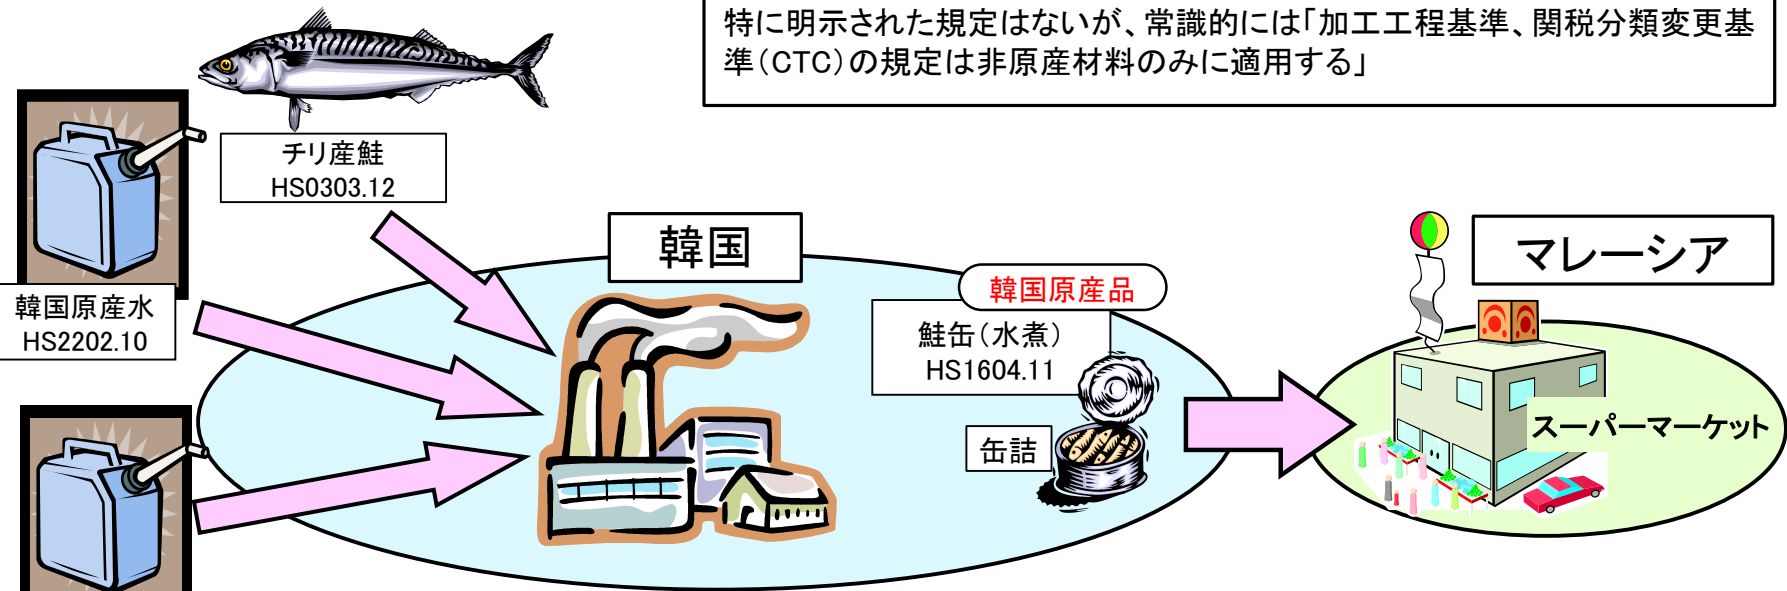 特に明示された規定はないが、常識的には「加工工程基準、関税分類変更基
準（CTC）の規定は非原産材料のみに適用する」
チリ産鮭
HS0303.12
韓国
マレーシア
韓国原産品
韓国原産水
HS2202.10
鮭缶（水煮）
HS1604.11
缶詰
スーパーマーケット